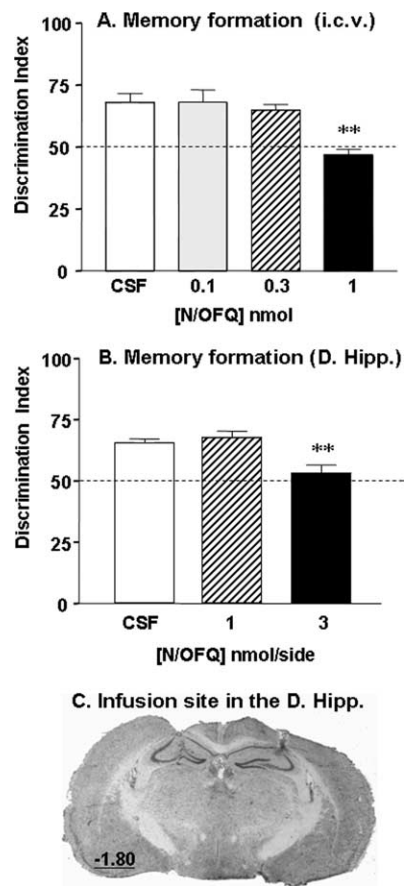 A. Memory formation (i.c.v.)
Discrimination Index
100
75
50
25
0
**
CSF 0.1 0.3 1
[N/OFQ] nmol
B. Memory formation (D. Hipp.)
Discrimination Index
100
75
50
25
0
**
CSF 1 3
[N/OFQ] nmol/side
C. Infusion site in the D. Hipp.
-1.80